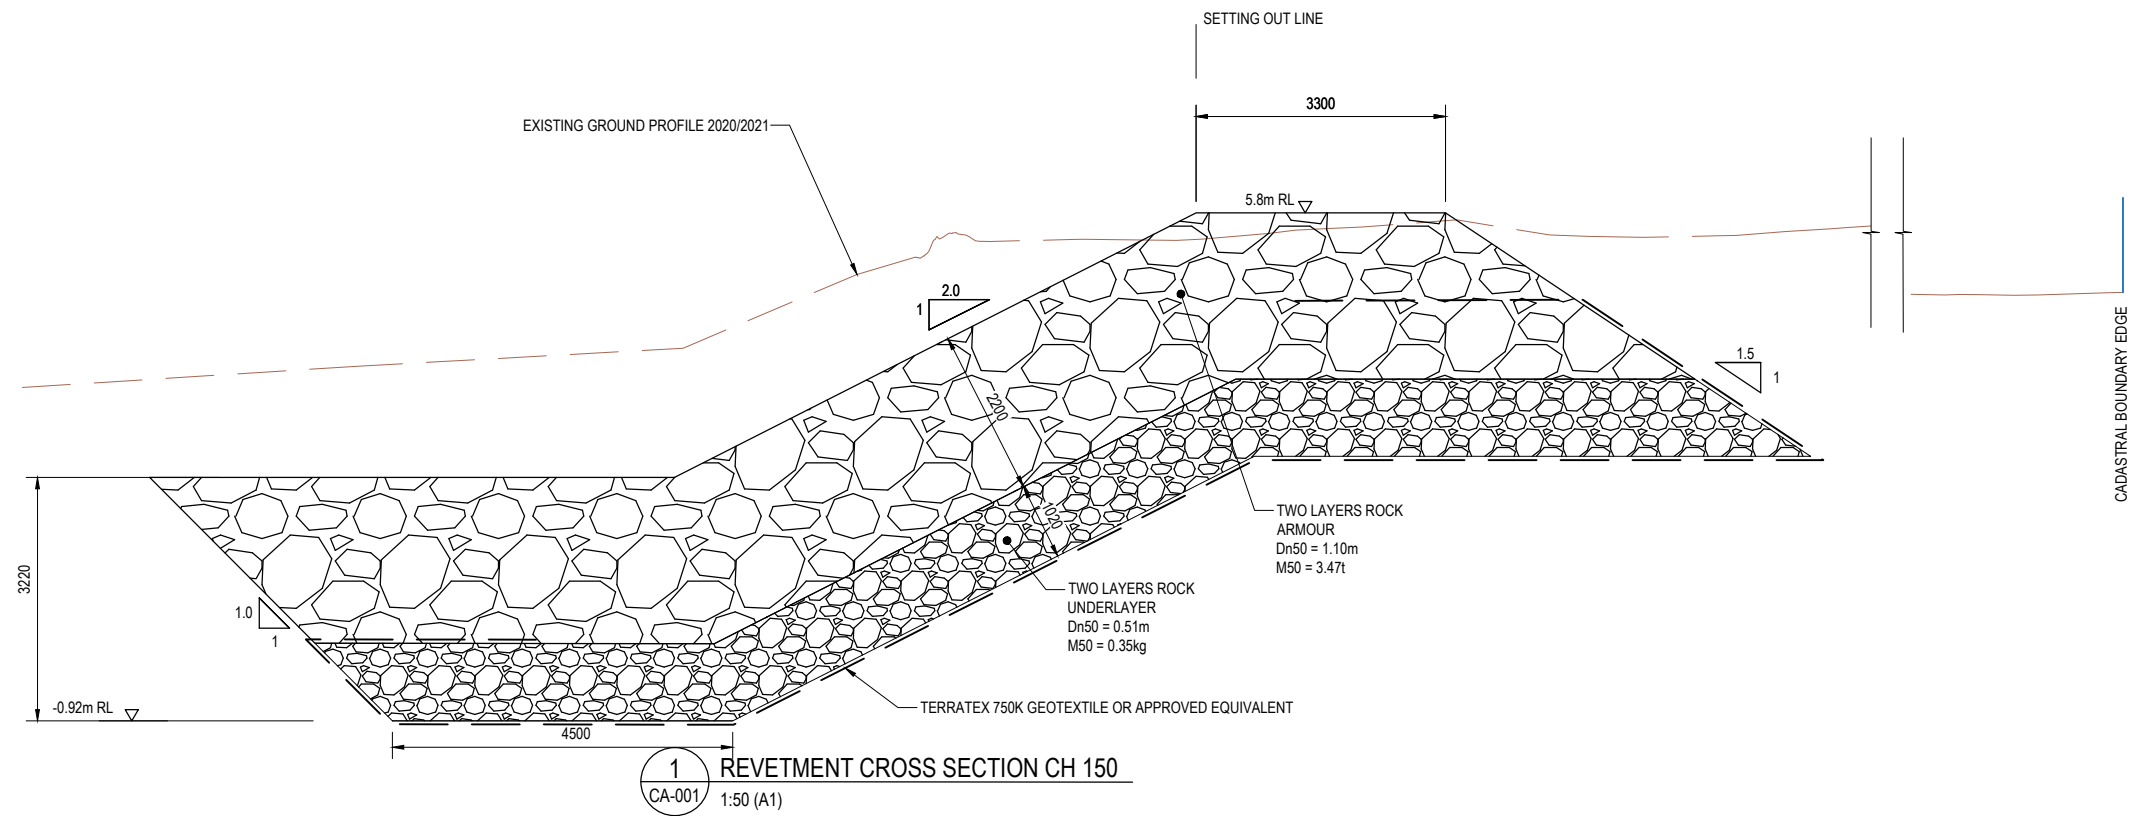 SETTING OUT LINE
3300
EXISTING GROUND PROFILE 2020/2021
5.8m RL
2.0
1
1.5
1
2200
CADASTRAL BOUNDARY EDGE
1020
TWO LAYERS ROCK
ARMOUR
Dn50 = 1.10m
M50 = 3.47t
3220
1.0
1
TWO LAYERS ROCK
UNDERLAYER
Dn50 = 0.51m
M50 = 0.35kg
-0.92m RL
TERRATEX 750K GEOTEXTILE OR APPROVED EQUIVALENT
4500
1
CA-001
REVETMENT CROSS SECTION CH 150
1:50 (A1)